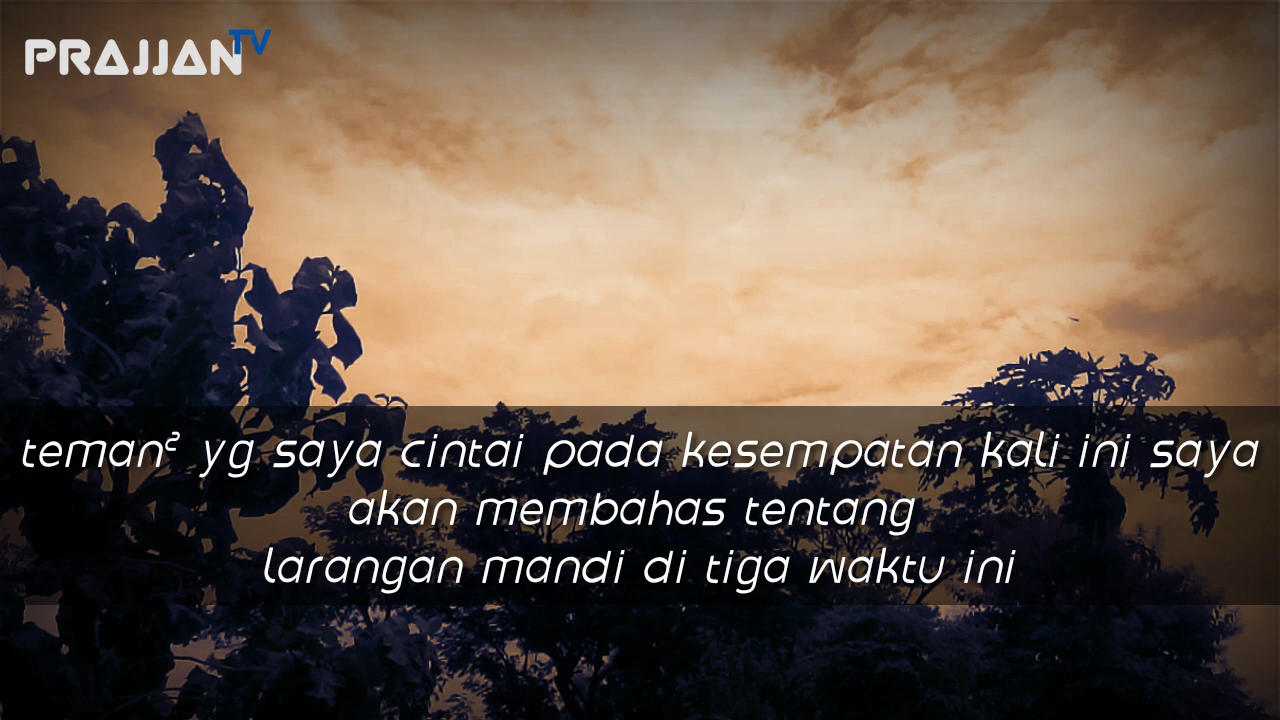 PRAJJAN TV
teman² yg saya cintai pada kesempatan kali ini saya
akan membahas tentang
larangan mandi di tiga waktu ini